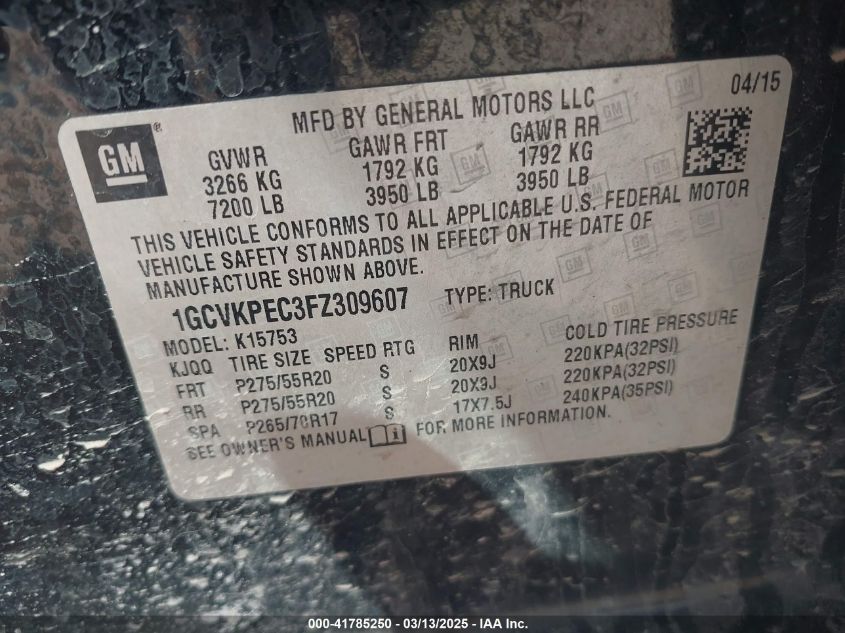 04/15
MFD BY GENERAL MOTORS LLC
GM®
GVWR GAWR FRT GAWR RR
3266 KG 1792 KG 1792 KG
7200 LB 3950 LB 3950 LB
THIS VEHICLE CONFORMS TO ALL APPLICABLE U.S. FEDERAL MOTOR
VEHICLE SAFETY STANDARDS IN EFFECT ON THE DATE OF
MANUFACTURE SHOWN ABOVE.
1GCVKPEC3FZ309607 TYPE: TRUCK
MODEL: K15753
KJQQ TIRE SIZE SPEED RTG RIM COLD TIRE PRESSURE
FRT P275/55R20 S 20X9J 220KPA(32PSI)
RR P275/55R20 S 20X9J 220KPA(32PSI)
SPA P265/70R17 S 17X7.5J 240KPA(35PSI)
SEE OWNER'S MANUAL FOR MORE INFORMATION.
000-41785250 - 03/13/2025 - IAA Inc.